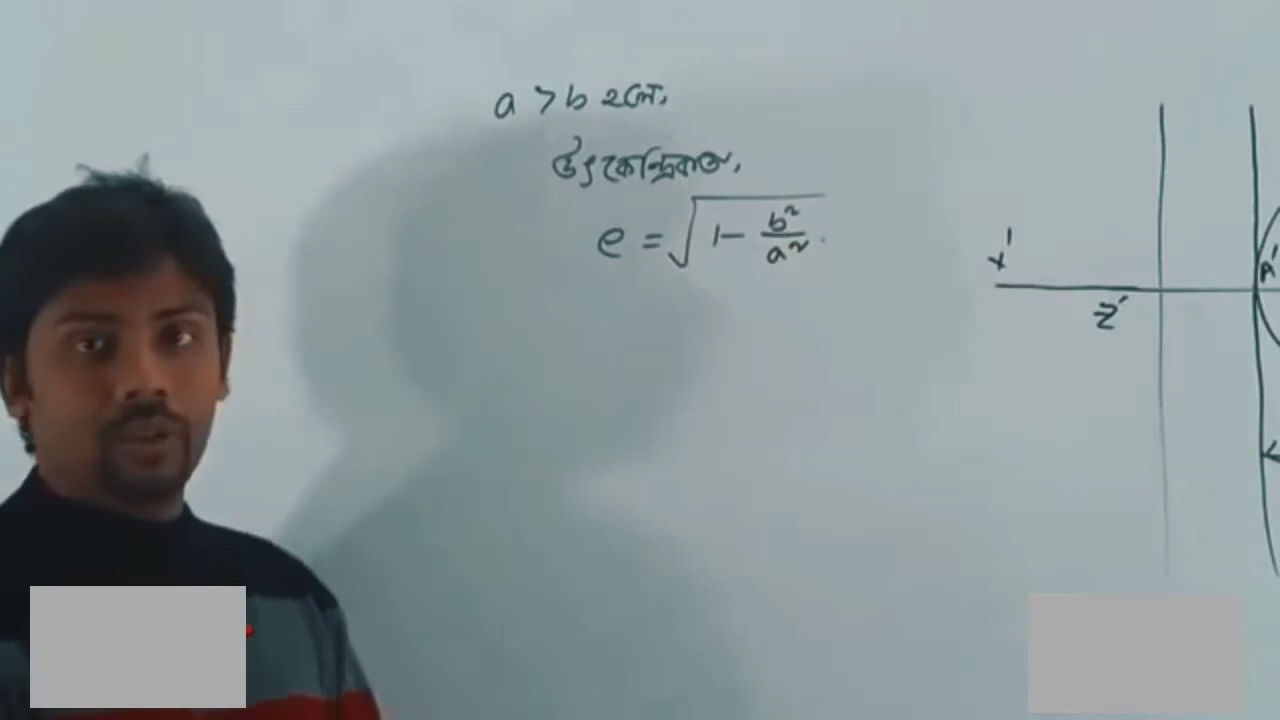 a > b হলে,
উৎকেন্দ্রিকতা,
e = √(1 - b²/a²)
X'
A'
Z'